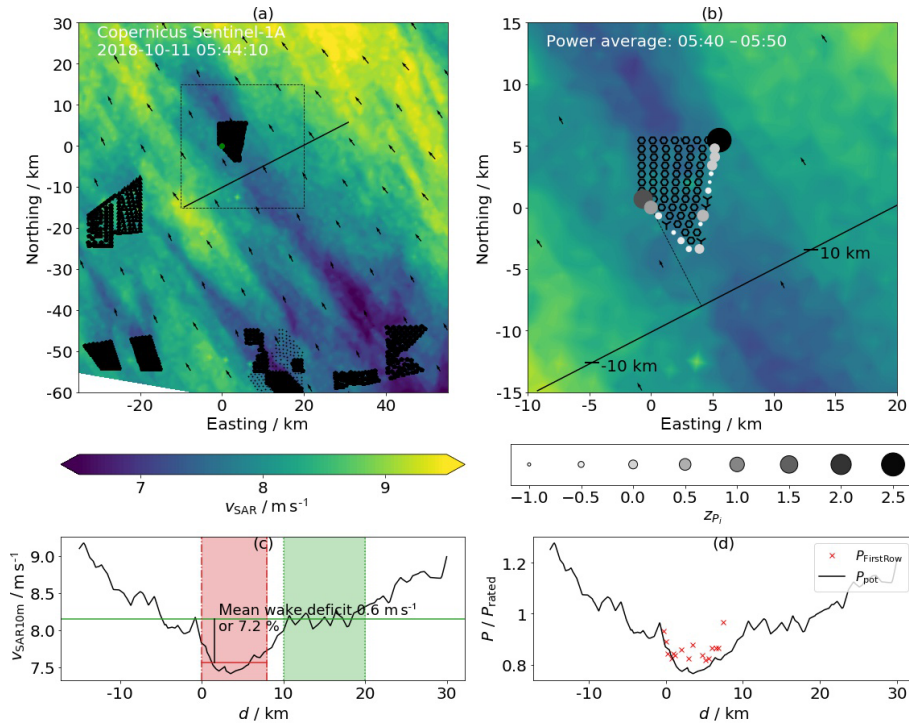 (a)
Copernicus Sentinel-1A
2018-10-11 05:44:10
30
20
10
0
-10
-20
-30
-40
-50
-60
Northing / km
-20
0
20
40
Easting / km
(b)
Power average: 05:40 – 05:50
15
10
5
0
-5
-10
-15
Northing / km
10 km
-10 km
-10
-5
0
5
10
15
20
Easting / km
7
8
9
v_SAR / m s⁻¹
-1.0
-0.5
0.0
0.5
1.0
1.5
2.0
2.5
z_Pi
(c)
9.0
8.5
8.0
7.5
v_SAR10m / m s⁻¹
Mean wake deficit 0.6 m s⁻¹
or 7.2 %
-10
0
10
20
30
d / km
(d)
1.2
1
0.8
P / P_rated
P_FirstRow
P_pot
-10
0
10
20
30
d / km